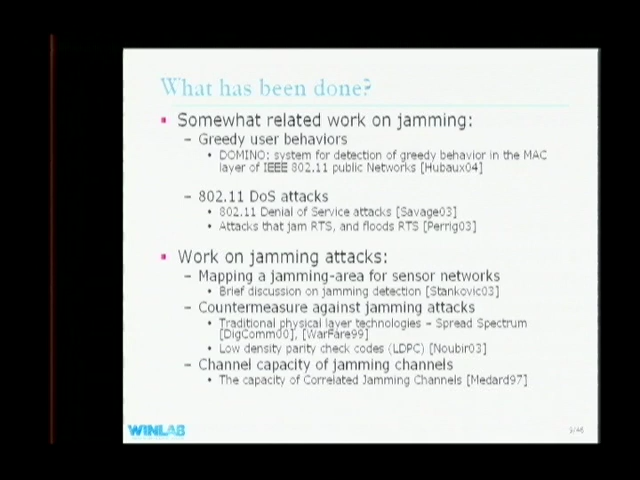 What has been done?
Somewhat related work on jamming:
– Greedy user behaviors
• DOMINO: system for detection of greedy behavior in the MAC
layer of IEEE 802.11 public Networks [Hubaux04]
– 802.11 DoS attacks
• 802.11 Denial of Service attacks [Savage03]
• Attacks that jam RTS, and floods RTS [Perrig03]
Work on jamming attacks:
– Mapping a jamming-area for sensor networks
• Brief discussion on jamming detection [Stankovic03]
– Countermeasure against jamming attacks
• Traditional physical layer technologies – Spread Spectrum
[DigComm00], [WarFare99]
• Low density parity check codes (LDPC) [Noubir03]
– Channel capacity of jamming channels
• The capacity of Correlated Jamming Channels [Medard97]
WINLAB